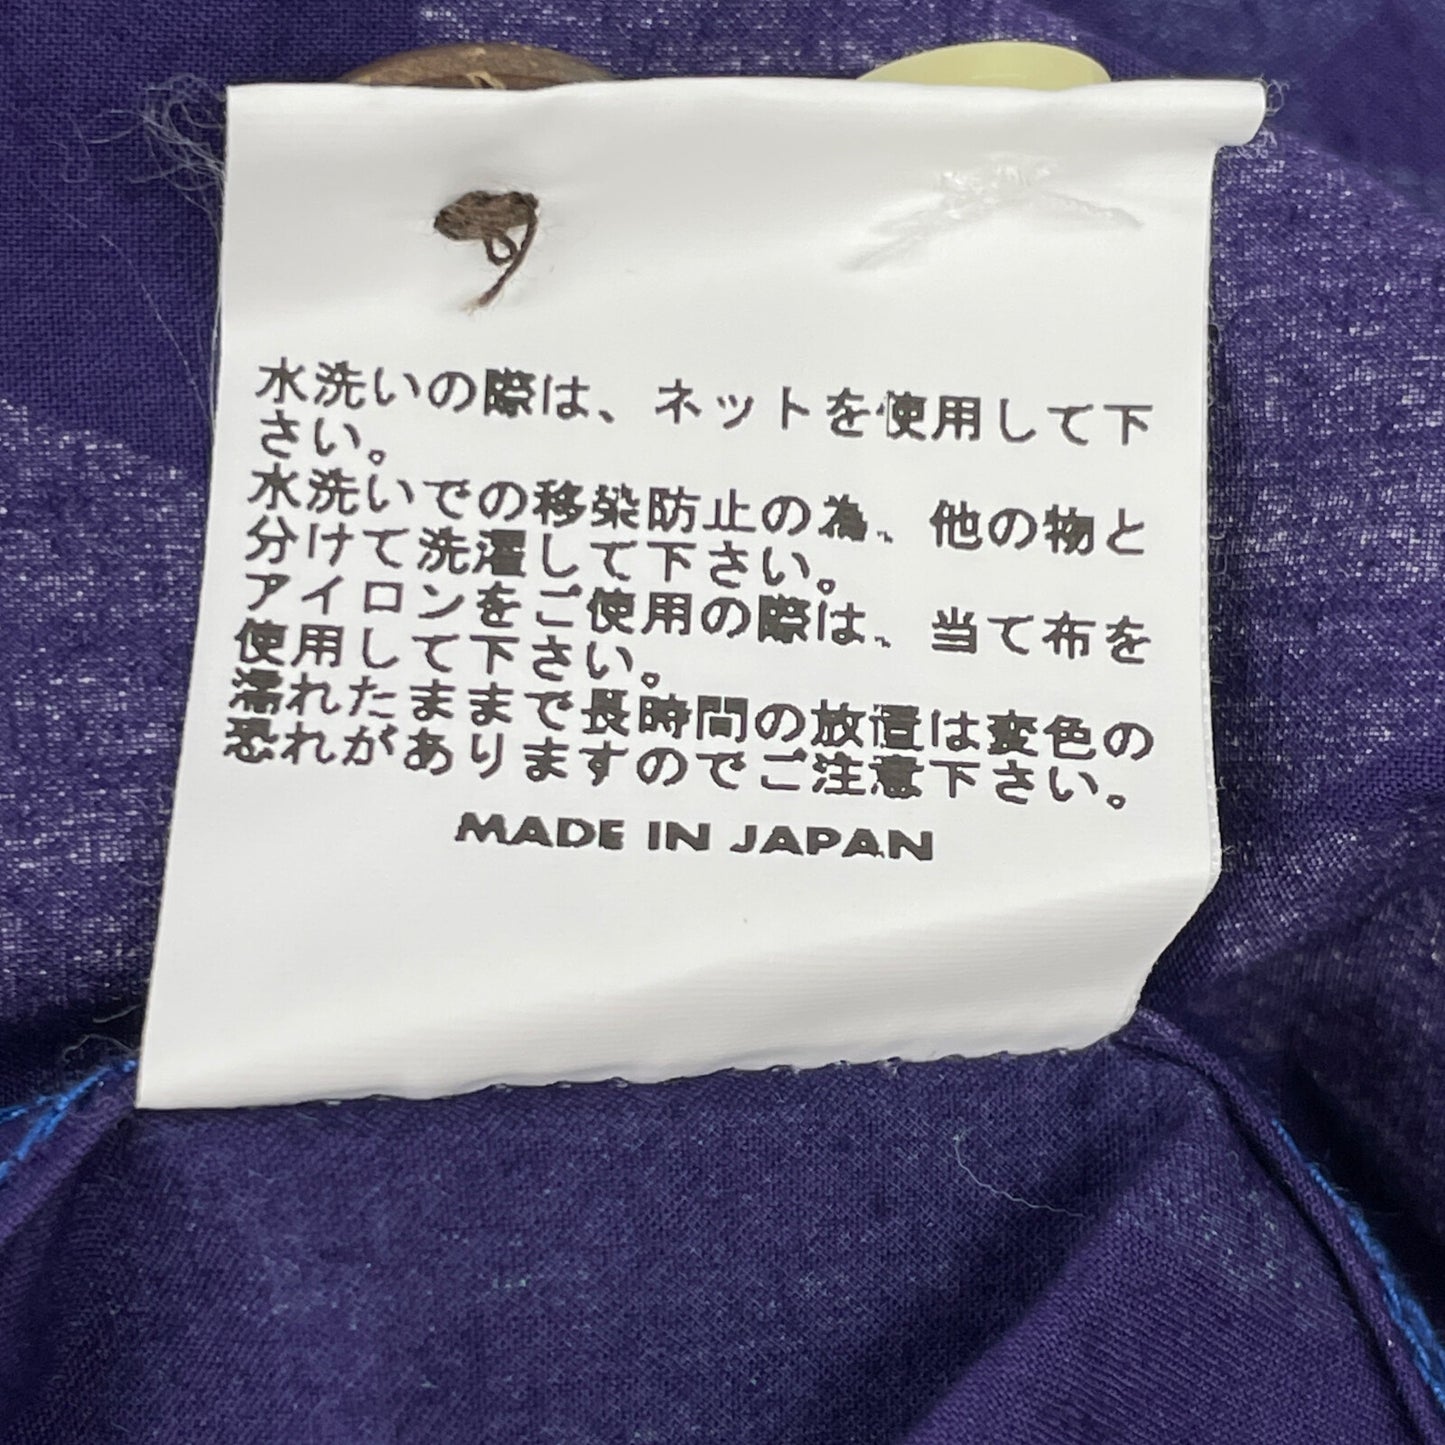 水洗いの際は、ネットを使用して下
さい。
水洗いでの移染防止の為、他の物と
分けて洗濯して下さい。
アイロンをご使用の際は、当て布を
使用して下さい。
濡れたままで長時間の放置は変色の
恐れがありますのでご注意下さい。
MADE IN JAPAN